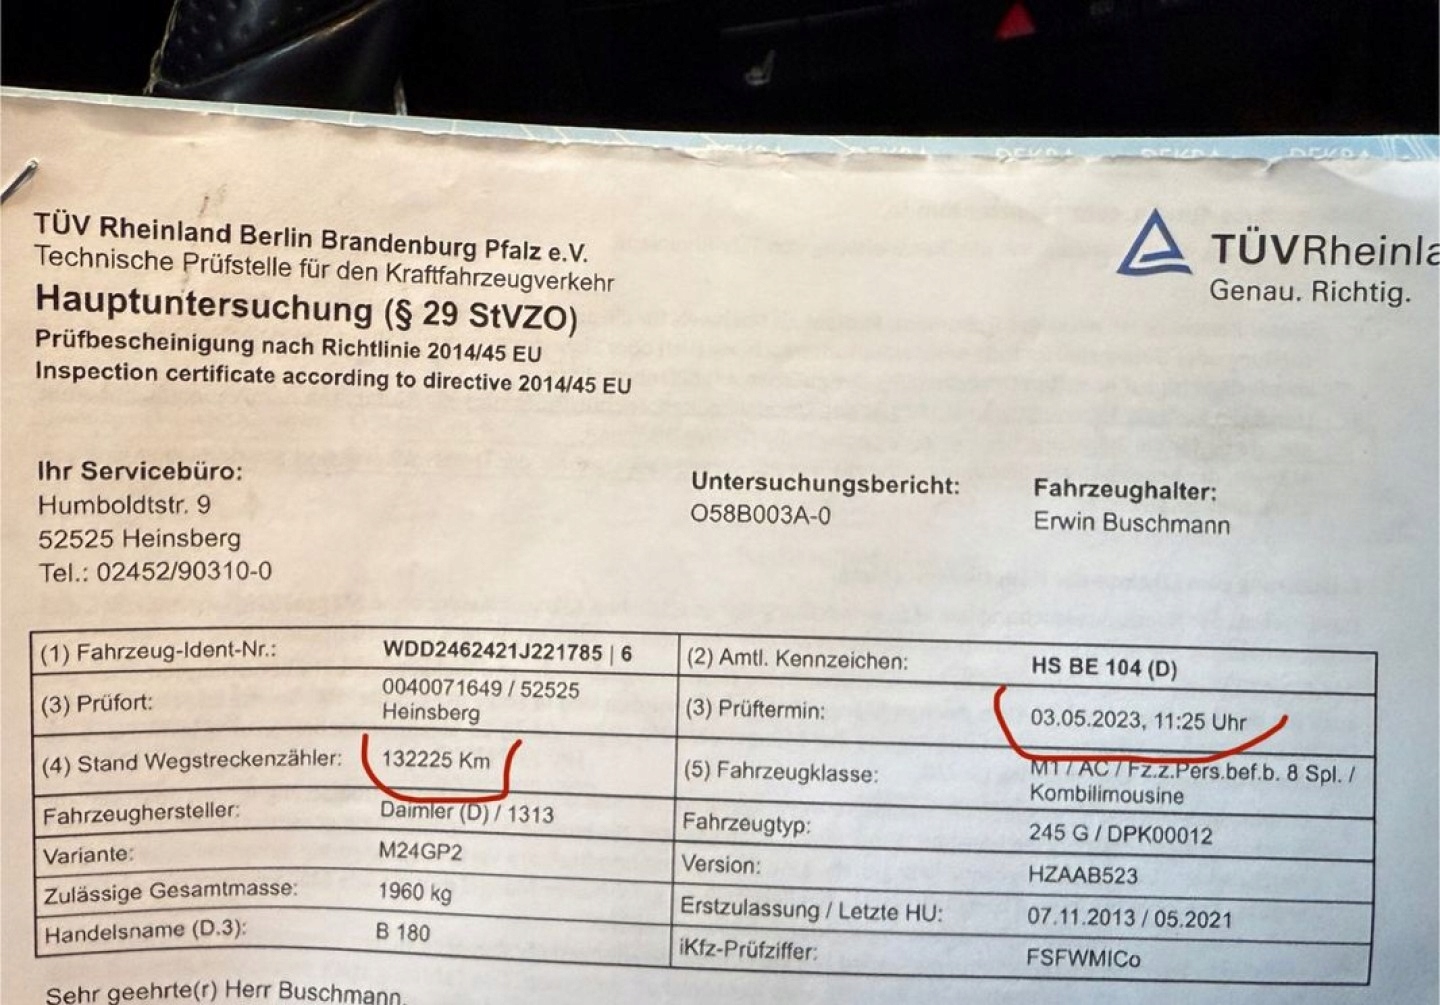 DEKRA DEKRA DEKRA
TÜV Rheinland Berlin Brandenburg Pfalz e.V.
Technische Prüfstelle für den Kraftfahrzeugverkehr
Hauptuntersuchung (§ 29 StVZO)
Prüfbescheinigung nach Richtlinie 2014/45 EU
Inspection certificate according to directive 2014/45 EU
TÜVRheinla
Genau. Richtig.
Ihr Servicebüro:
Humboldtstr. 9
52525 Heinsberg
Tel.: 02452/90310-0
Untersuchungsbericht:
O58B003A-0
Fahrzeughalter:
Erwin Buschmann
(1) Fahrzeug-Ident-Nr.: WDD2462421J221785 | 6 (2) Amtl. Kennzeichen: HS BE 104 (D)
(3) Prüfort: 0040071649 / 52525
Heinsberg
(3) Prüftermin: 03.05.2023, 11:25 Uhr
(4) Stand Wegstreckenzähler: 132225 Km
(5) Fahrzeugklasse: M1 / AC / Fz.z.Pers.bef.b. 8 Spl. /
Kombilimousine
Fahrzeughersteller: Daimler (D) / 1313
Fahrzeugtyp: 245 G / DPK00012
Variante: M24GP2
Version: HZAAB523
Zulässige Gesamtmasse: 1960 kg
Erstzulassung / Letzte HU: 07.11.2013 / 05.2021
Handelsname (D.3): B 180
iKfz-Prüfziffer: FSFWMICo
Sehr geehrte(r) Herr Buschmann,